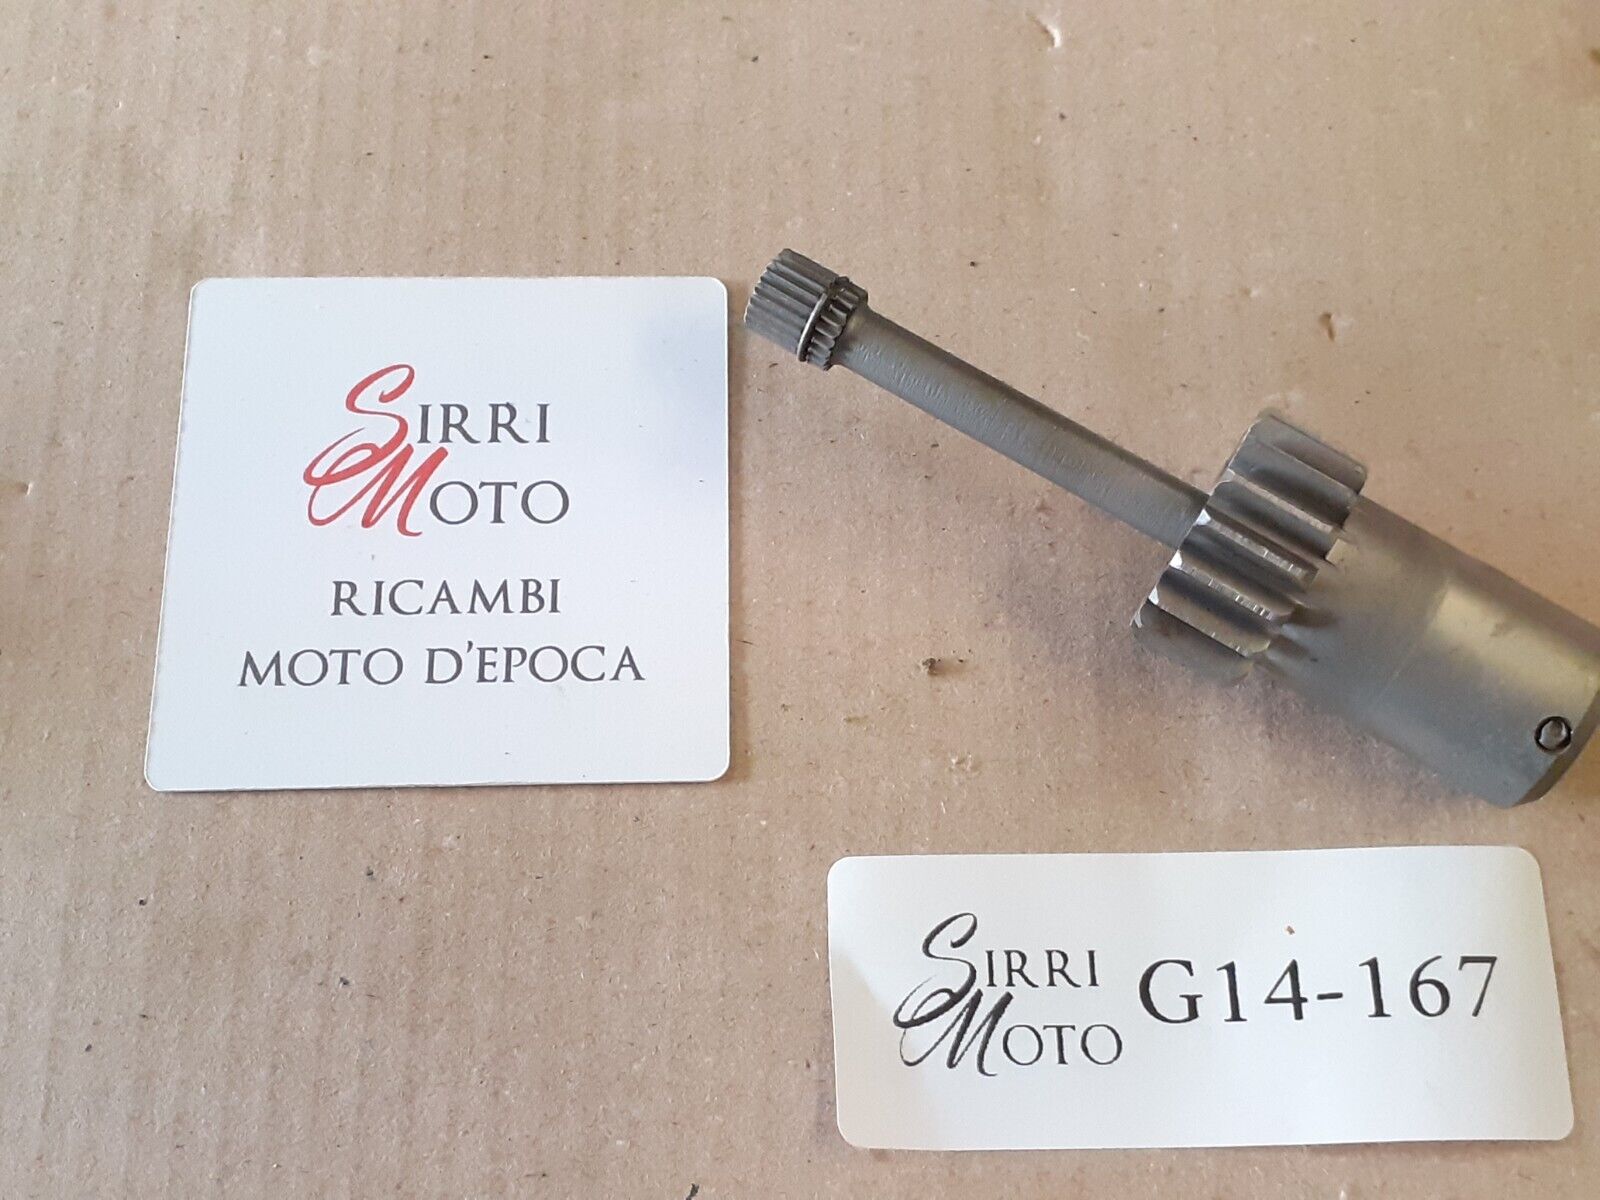 SIRRI
MOTO
RICAMBI
MOTO D'EPOCA
SIRRI
MOTO
G14-167